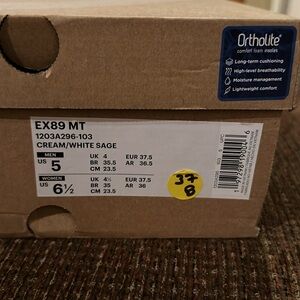 Ortholite®
comfort foam insoles
Long-term cushioning
High-level breathability
Moisture management
Lightweight comfort
EX89 MT
1203A296-103
CREAM/WHITE SAGE
MEN
US 5
UK 4 EUR 37.5
BR 35.5 AR 36.5
CM 23.5
WOMEN
US 6½
UK 4½ EUR 37.5
BR 35 AR 36
CM 23.5
37
8